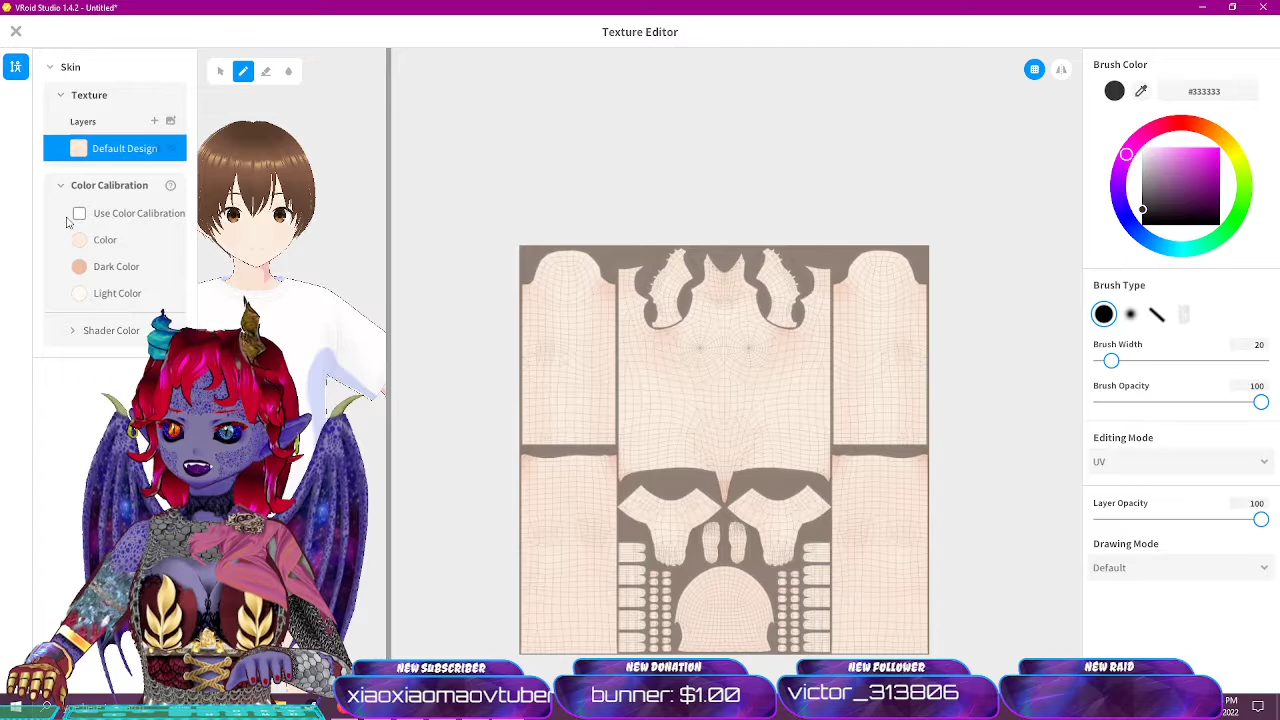 VRoid Studio 1.4.2 - Untitled*
Texture Editor
Skin
Texture
Layers
Default Design
Color Calibration
Use Color Calibration
Color
Dark Color
Light Color
Shader Color
Brush Color
#333333
Brush Type
Brush Width
20
Brush Opacity
100
Editing Mode
UV
Layer Opacity
100
Drawing Mode
Default
NEW SUBSCRIBER
xiaoxiaomaovtuber
NEW DONATION
bunner: $1.00
NEW FOLLOWER
victor_313806
NEW RAID
PM